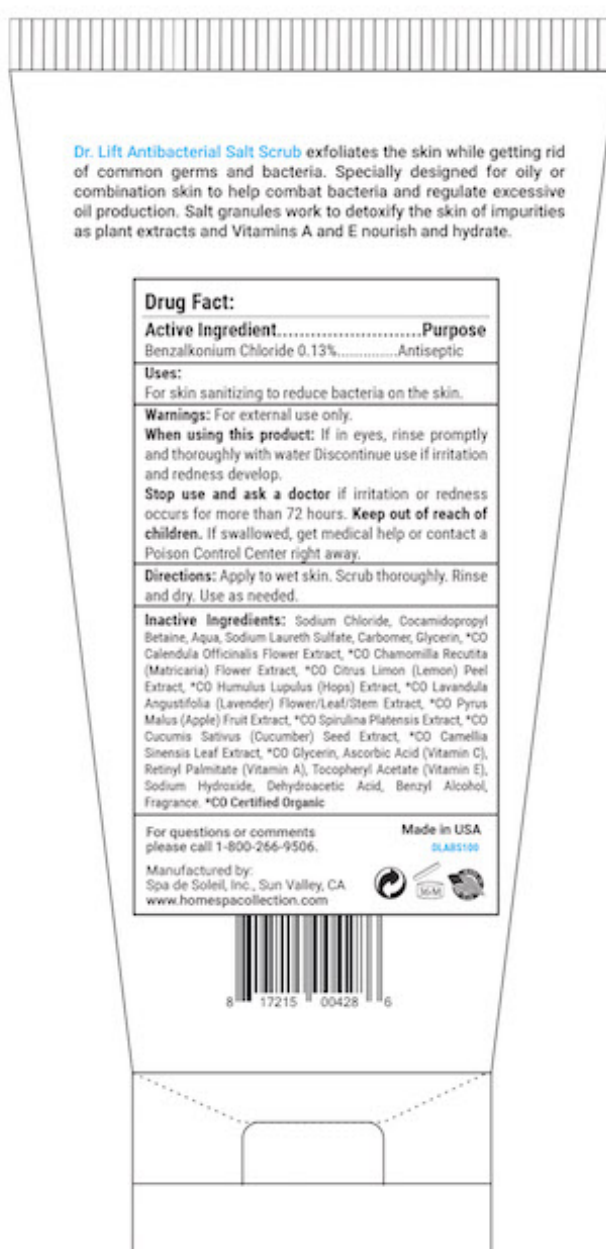 Dr. Lift Antibacterial Salt Scrub exfoliates the skin while getting rid
of common germs and bacteria. Specially designed for oily or
combination skin to help combat bacteria and regulate excessive
oil production. Salt granules work to detoxify the skin of impurities
as plant extracts and Vitamins A and E nourish and hydrate.
Drug Fact:
Active Ingredient..........................Purpose
Benzalkonium Chloride 0.13%..............Antiseptic
Uses:
For skin sanitizing to reduce bacteria on the skin.
Warnings: For external use only.
When using this product: If in eyes, rinse promptly
and thoroughly with water Discontinue use if irritation
and redness develop.
Stop use and ask a doctor if irritation or redness
occurs for more than 72 hours. Keep out of reach of
children. If swallowed, get medical help or contact a
Poison Control Center right away.
Directions: Apply to wet skin. Scrub thoroughly. Rinse
and dry. Use as needed.
Inactive Ingredients: Sodium Chloride, Cocamidopropyl
Betaine, Aqua, Sodium Laureth Sulfate, Carbomer, Glycerin, *CO
Calendula Officinalis Flower Extract, *CO Chamomilla Recutita
(Matricaria) Flower Extract, *CO Citrus Limon (Lemon) Peel
Extract, *CO Humulus Lupulus (Hops) Extract, *CO Lavandula
Angustifolia (Lavender) Flower/Leaf/Stem Extract, *CO Pyrus
Malus (Apple) Fruit Extract, *CO Spirulina Platensis Extract, *CO
Cucumis Sativus (Cucumber) Seed Extract, *CO Camellia
Sinensis Leaf Extract, *CO Glycerin, Ascorbic Acid (Vitamin C),
Retinyl Palmitate (Vitamin A), Tocopheryl Acetate (Vitamin E),
Sodium Hydroxide, Dehydroacetic Acid, Benzyl Alcohol,
Fragrance. *CO Certified Organic
For questions or comments
please call 1-800-266-9506.
Made in USA
DLABS100
Manufactured by:
Spa de Soleil, Inc., Sun Valley, CA
www.homespacollection.com
36M
8 17215 00428 6